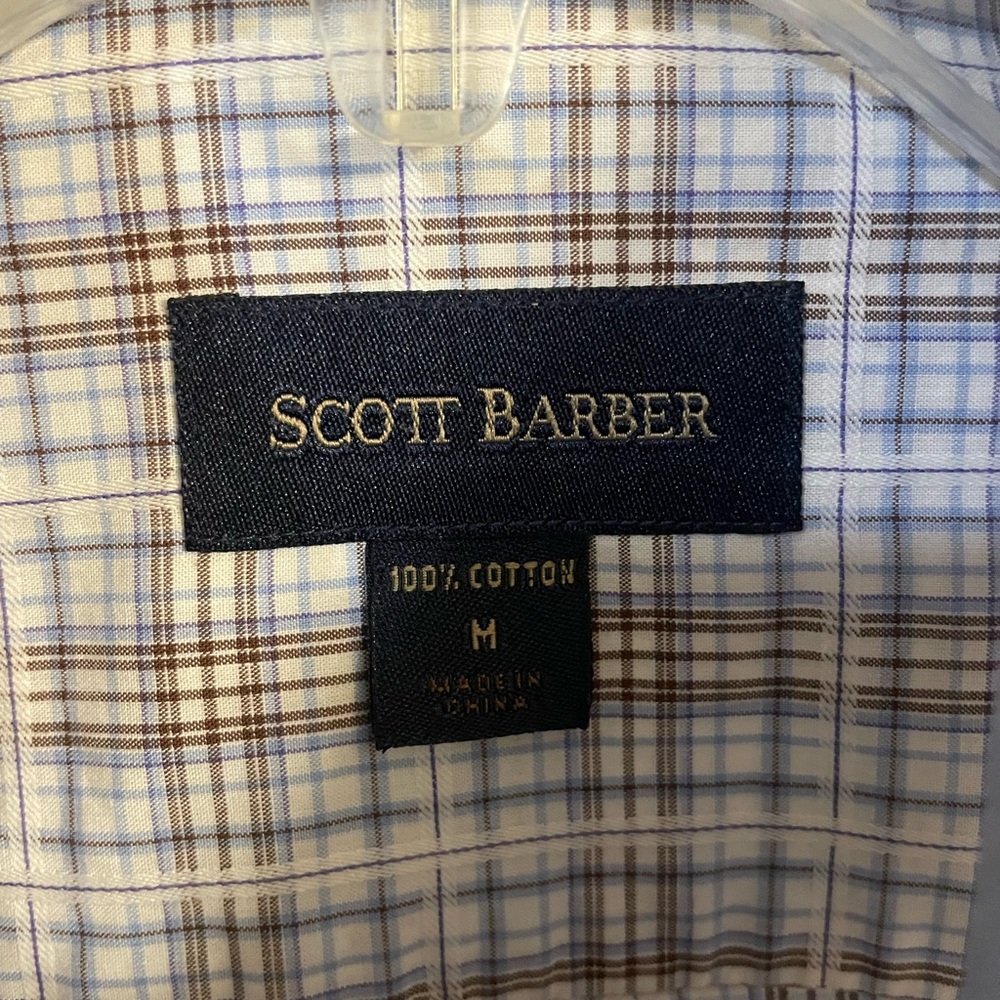 SCOTT BARBER
100% COTTON
M
MADE IN
CHINA